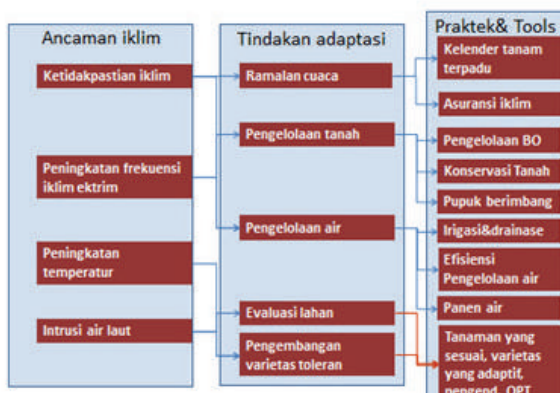 Ancaman iklim
Ketidakpastian iklim
Peningkatan frekuensi
iklim ektrim
Peningkatan
temperatur
Intrusi air laut
Tindakan adaptasi
Ramalan cuaca
Pengelolaan tanah
Pengelolaan air
Evaluasi lahan
Pengembangan
varietas toleran
Praktek& Tools
Kelender tanam
terpadu
Asuransi iklim
Pengelolaan BO
Konservasi Tanah
Pupuk berimbang
Irigasi&drainase
Efisiensi
Pengelolaan air
Panen air
Tanaman yang
sesuai, varietas
yang adaptif,
pengend. OPT